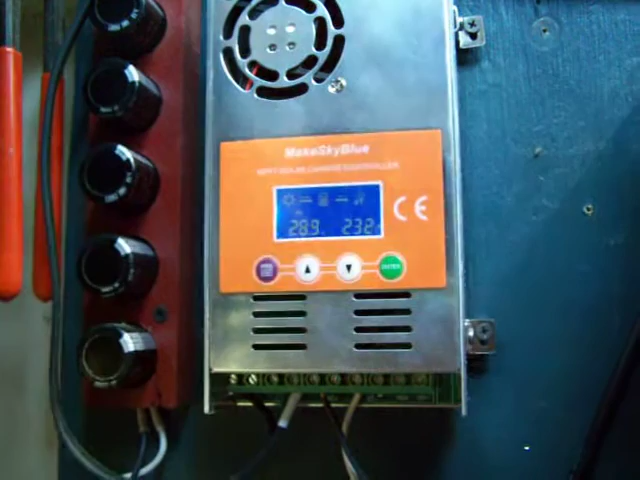 MakeSkyBlue
MPPT SOLAR CHARGE CONTROLLER
CE
289 232
ENTER